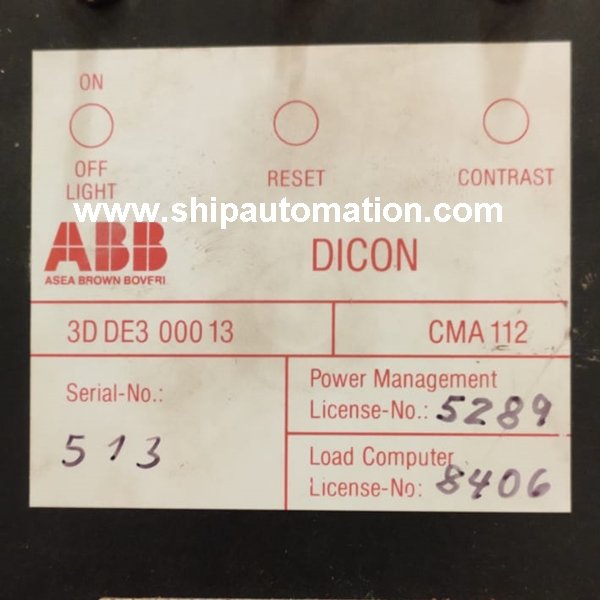 ON
OFF
LIGHT
RESET
CONTRAST
www.shipautomation.com
ABB
ASEA BROWN BOVERI
DICON
3D DE3 000 13
CMA 112
Serial-No.:
513
Power Management
License-No.: 5289
Load Computer
License-No: 8406